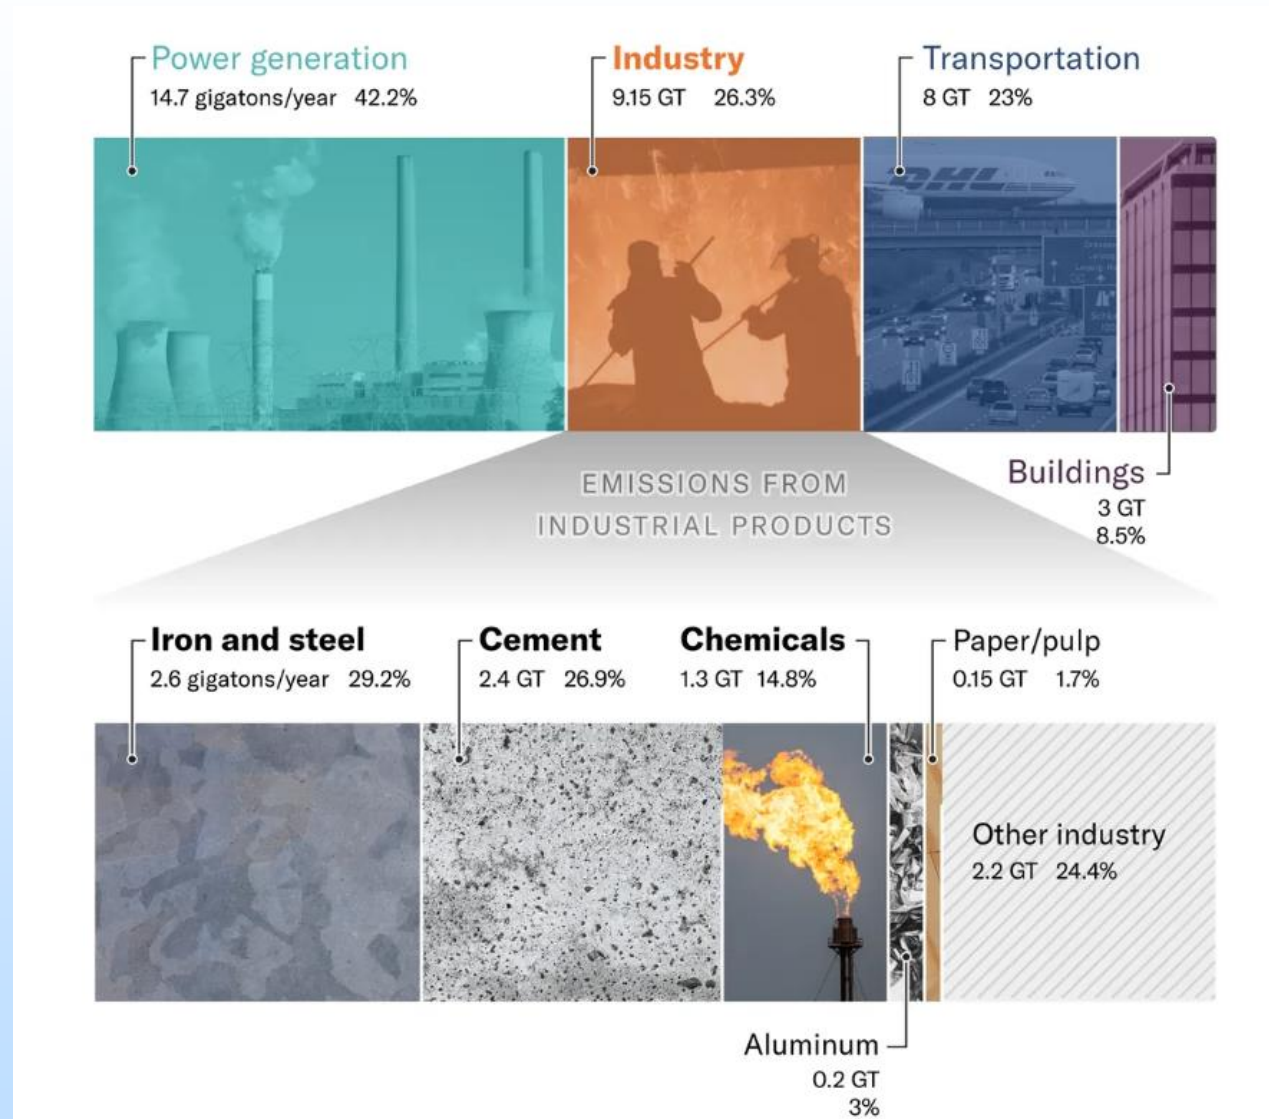 Power generation
14.7 gigatons/year 42.2%
Industry
9.15 GT 26.3%
Transportation
8 GT 23%
DHL
Buildings
3 GT
8.5%
EMISSIONS FROM
INDUSTRIAL PRODUCTS
Iron and steel
2.6 gigatons/year 29.2%
Cement
2.4 GT 26.9%
Chemicals
1.3 GT 14.8%
Paper/pulp
0.15 GT 1.7%
Other industry
2.2 GT 24.4%
Aluminum
0.2 GT
3%